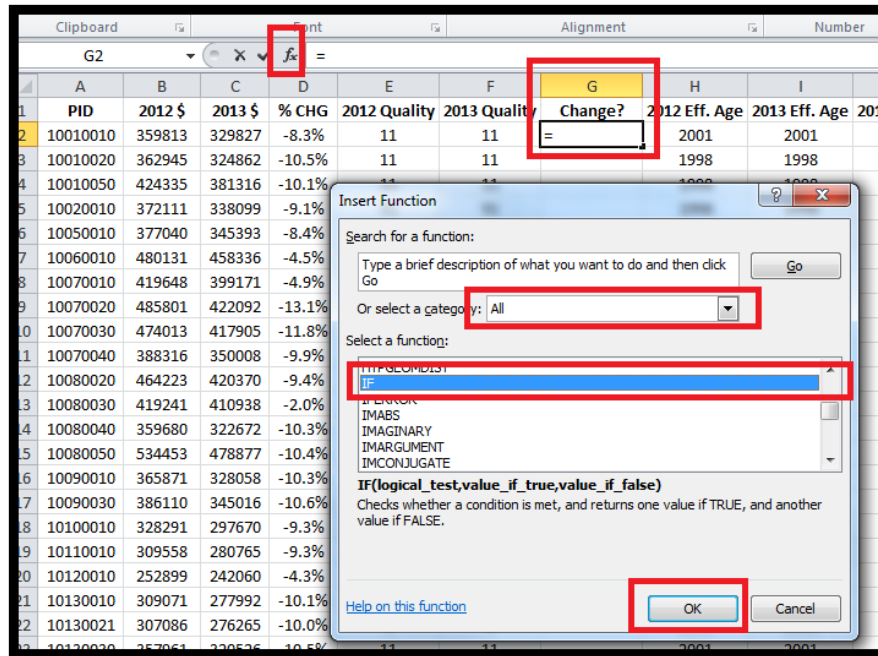 Clipboard Font Alignment Number
G2 fx =
A B C D E F G H I
1 PID 2012 $ 2013 $ % CHG 2012 Quality 2013 Quality Change? 2012 Eff. Age 2013 Eff. Age 201
2 10010010 359813 329827 -8.3% 11 11 = 2001 2001
3 10010020 362945 324862 -10.5% 11 11 1998 1998
4 10010050 424335 381316 -10.1%
5 10020010 372111 338099 -9.1%
6 10050010 377040 345393 -8.4%
7 10060010 480131 458336 -4.5%
8 10070010 419648 399171 -4.9%
9 10070020 485801 422092 -13.1%
10 10070030 474013 417905 -11.8%
11 10070040 388316 350008 -9.9%
12 10080020 464223 420370 -9.4%
13 10080030 419241 410938 -2.0%
14 10080040 359680 322672 -10.3%
15 10080050 534453 478877 -10.4%
16 10090010 365871 328058 -10.3%
17 10090030 386110 345016 -10.6%
18 10100010 328291 297670 -9.3%
19 10110010 309558 280765 -9.3%
20 10120010 252899 242060 -4.3%
21 10130010 309071 277992 -10.1%
22 10130021 307086 276265 -10.0%
Insert Function
Search for a function:
Type a brief description of what you want to do and then click
Go
Go
Or select a category: All
Select a function:
HYPGEOMDIST
IF
IFERROR
IMABS
IMAGINARY
IMARGUMENT
IMCONJUGATE
IF(logical_test,value_if_true,value_if_false)
Checks whether a condition is met, and returns one value if TRUE, and another
value if FALSE.
Help on this function
OK Cancel